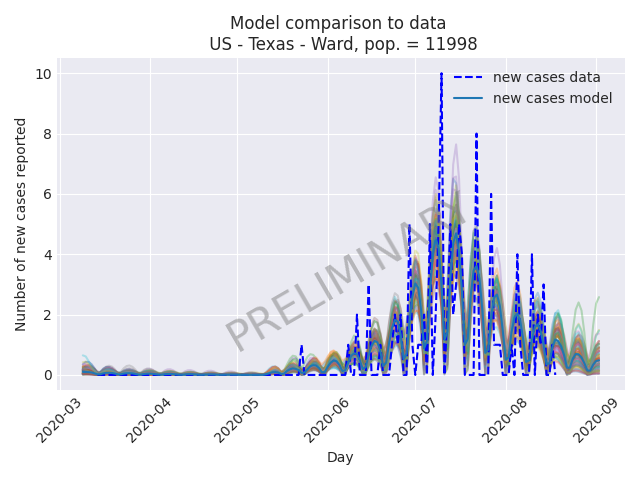 Model comparison to data
US - Texas - Ward, pop. = 11998
10
8
6
4
2
0
Number of new cases reported
new cases data
new cases model
PRELIMINARY
2020-03
2020-04
2020-05
2020-06
2020-07
2020-08
2020-09
Day